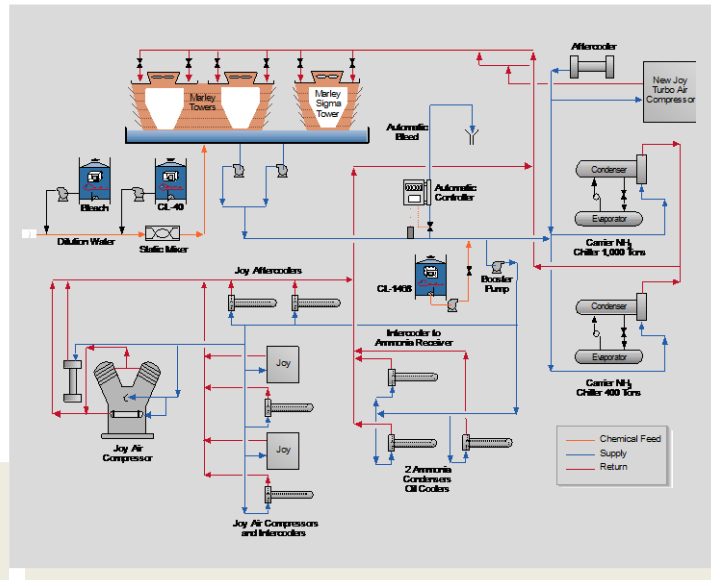 Aftercooler
New Joy
Turbo Air
Compressor
Marley
Towers
Marley
Sigma
Tower
Automatic
Bleed
Condenser
Evaporator
Carrier NH3
Chiller 1,000 Tons
Automatic
Controller
Bleach
CL-40
Dilution Water
Static Mixer
Joy Aftercoolers
Booster
Pump
Intercooler to
Ammonia Receiver
Condenser
Evaporator
Carrier NH3
Chiller 400 Tons
Joy
Joy
Joy Air
Compressor
2 Ammonia
Condensers
Oil Coolers
Joy Air Compressors
and Intercoolers
Chemical Feed
Supply
Return